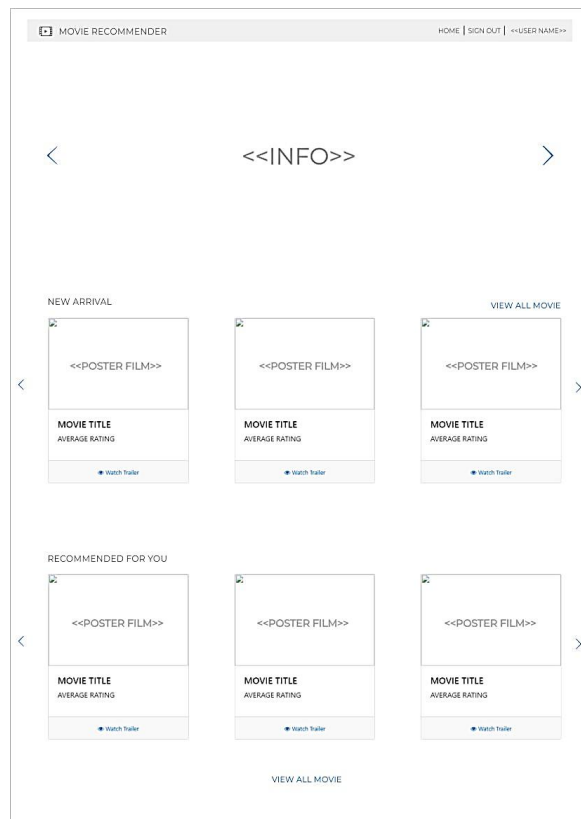 MOVIE RECOMMENDER HOME SIGN OUT <<USER NAME>>
<<INFO>>
NEW ARRIVAL VIEW ALL MOVIE
<<POSTER FILM>> <<POSTER FILM>> <<POSTER FILM>>
MOVIE TITLE MOVIE TITLE MOVIE TITLE
AVERAGE RATING AVERAGE RATING AVERAGE RATING
Watch Trailer Watch Trailer Watch Trailer
RECOMMENDED FOR YOU
<<POSTER FILM>> <<POSTER FILM>> <<POSTER FILM>>
MOVIE TITLE MOVIE TITLE MOVIE TITLE
AVERAGE RATING AVERAGE RATING AVERAGE RATING
Watch Trailer Watch Trailer Watch Trailer
VIEW ALL MOVIE